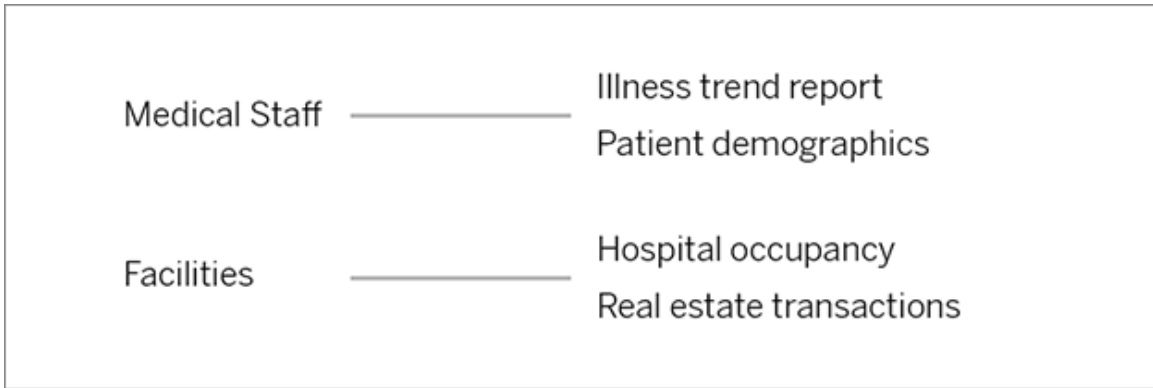 Medical Staff
Illness trend report
Patient demographics
Facilities
Hospital occupancy
Real estate transactions